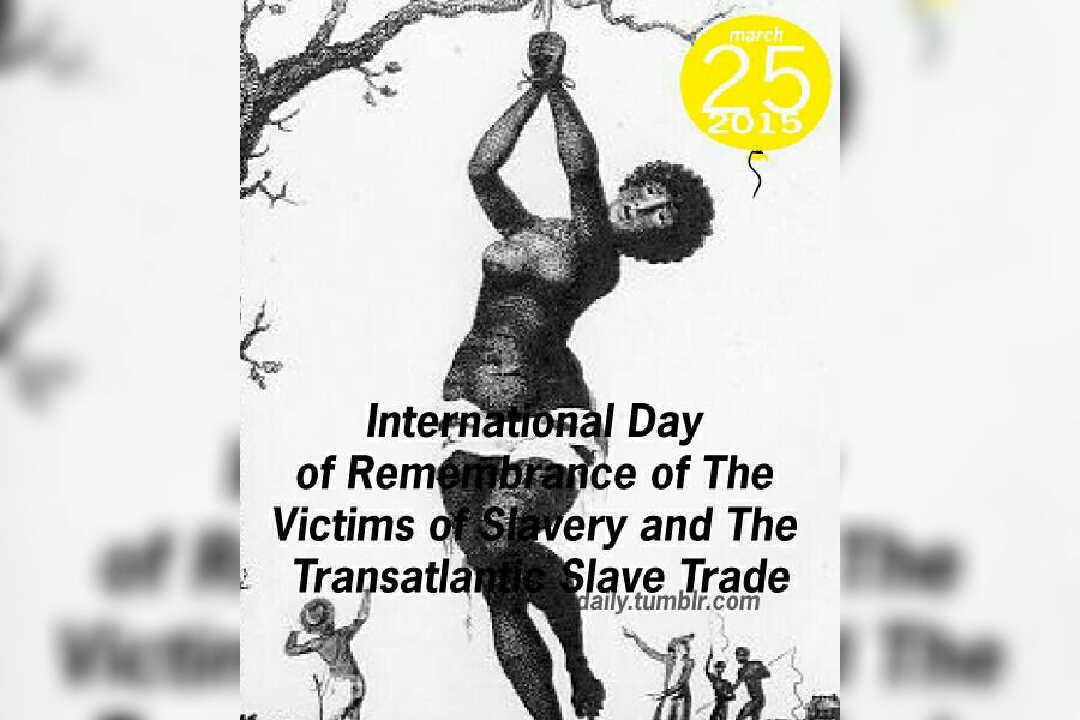 march
25
2015
International Day
of Remembrance of The
Victims of Slavery and The
Transatlantic Slave Trade
daily.tumblr.com